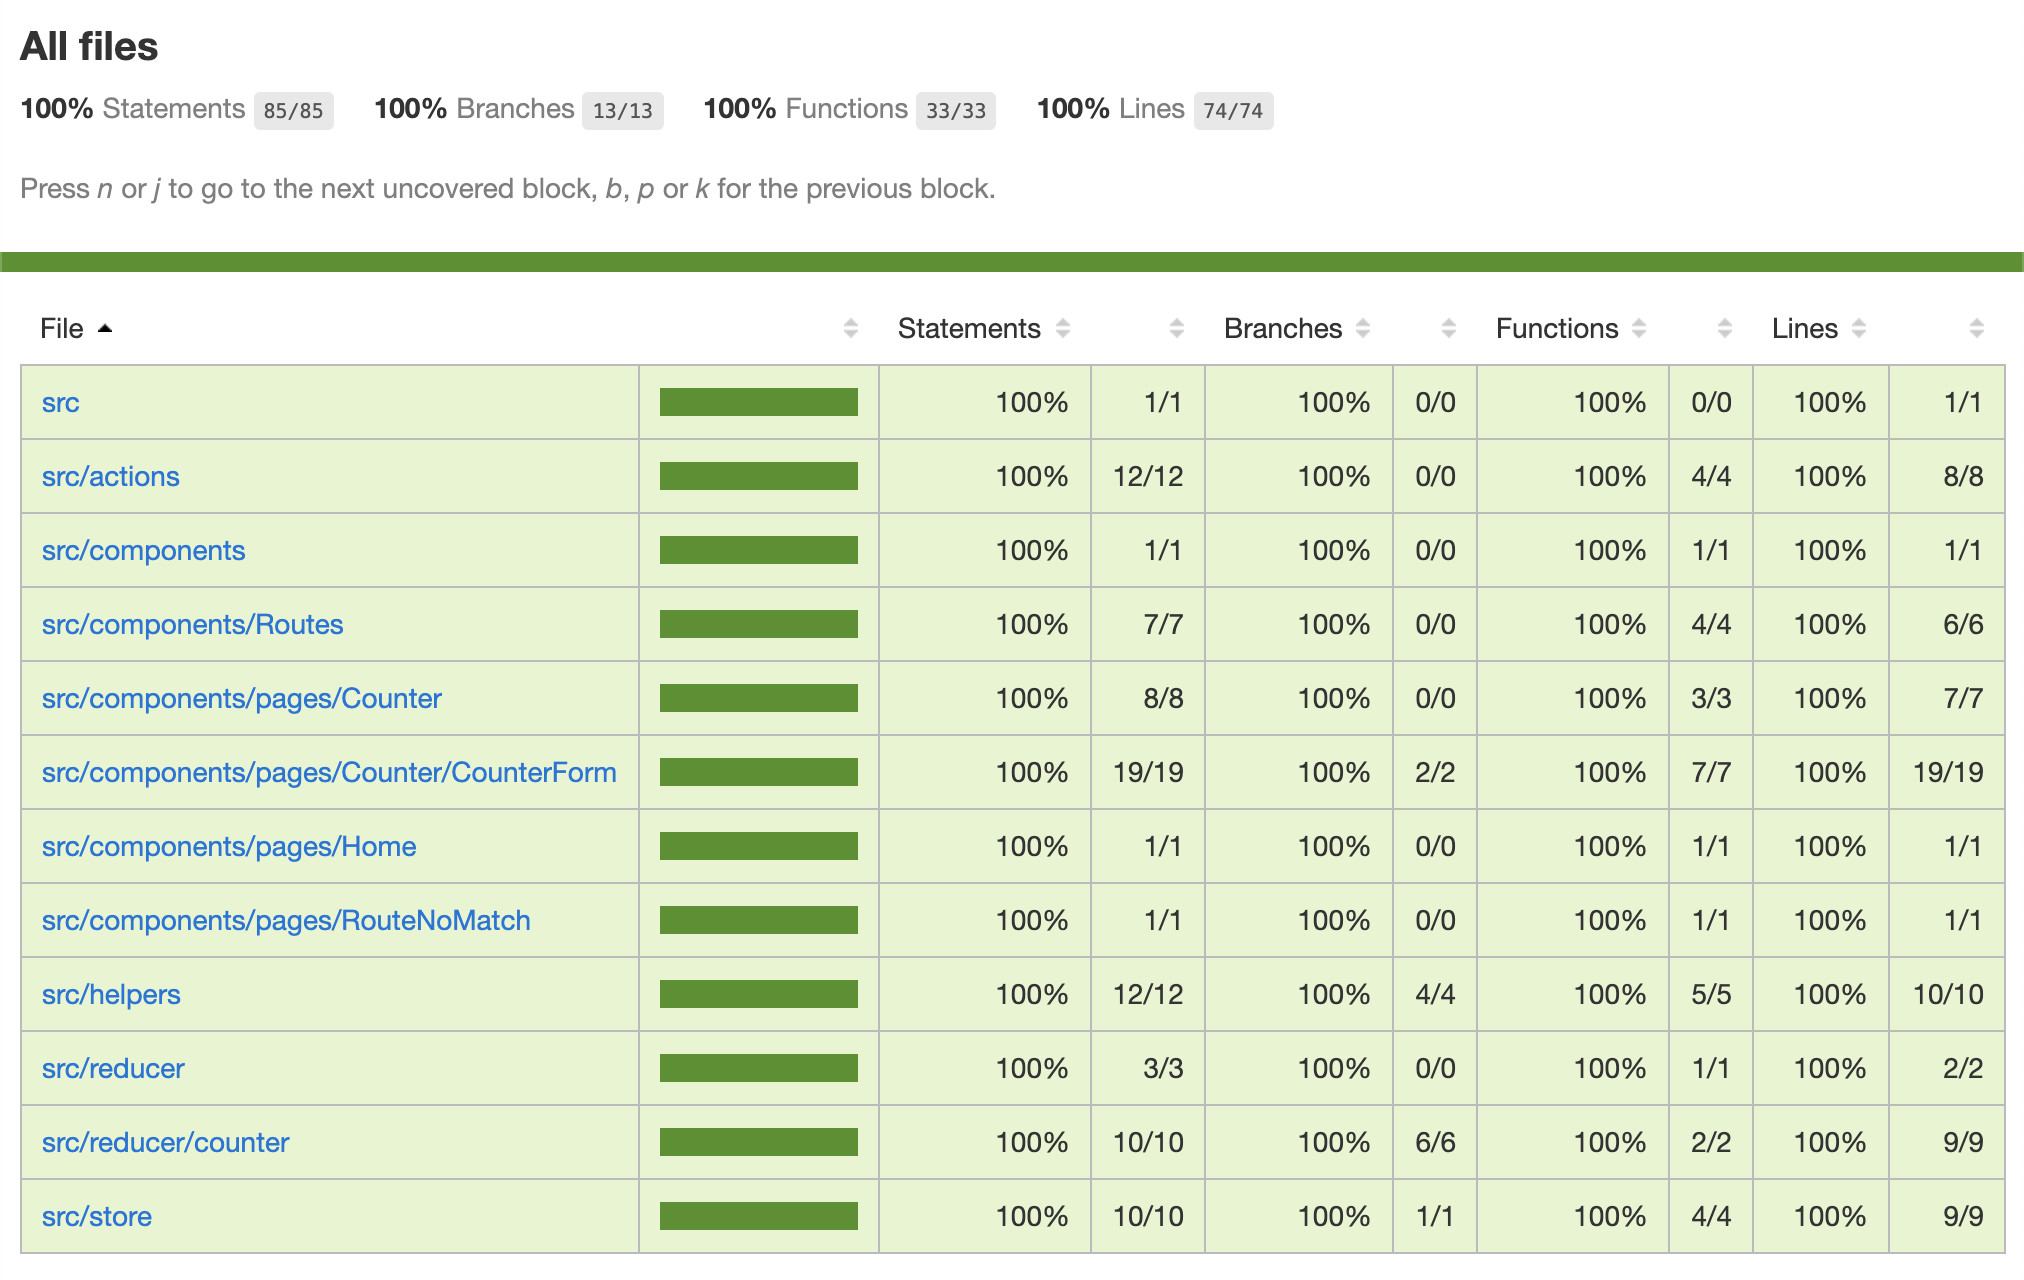 All files
100% Statements 85/85 100% Branches 13/13 100% Functions 33/33 100% Lines 74/74
Press n or j to go to the next uncovered block, b, p or k for the previous block.
File Statements Branches Functions Lines
src 100% 1/1 100% 0/0 100% 0/0 100% 1/1
src/actions 100% 12/12 100% 0/0 100% 4/4 100% 8/8
src/components 100% 1/1 100% 0/0 100% 1/1 100% 1/1
src/components/Routes 100% 7/7 100% 0/0 100% 4/4 100% 6/6
src/components/pages/Counter 100% 8/8 100% 0/0 100% 3/3 100% 7/7
src/components/pages/Counter/CounterForm 100% 19/19 100% 2/2 100% 7/7 100% 19/19
src/components/pages/Home 100% 1/1 100% 0/0 100% 1/1 100% 1/1
src/components/pages/RouteNoMatch 100% 1/1 100% 0/0 100% 1/1 100% 1/1
src/helpers 100% 12/12 100% 4/4 100% 5/5 100% 10/10
src/reducer 100% 3/3 100% 0/0 100% 1/1 100% 2/2
src/reducer/counter 100% 10/10 100% 6/6 100% 2/2 100% 9/9
src/store 100% 10/10 100% 1/1 100% 4/4 100% 9/9